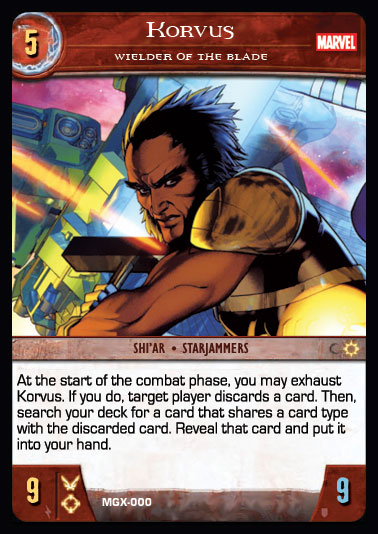 5
Korvus
WIELDER OF THE BLADE
MARVEL
SHI'AR • STARJAMMERS
C
At the start of the combat phase, you may exhaust
Korvus. If you do, target player discards a card. Then,
search your deck for a card that shares a card type
with the discarded card. Reveal that card and put it
into your hand.
9
MGX-000
9